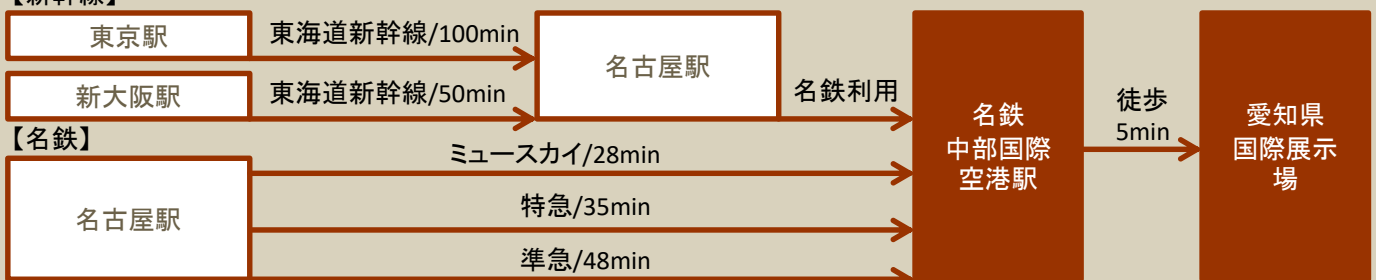 【新幹線】
東京駅
東海道新幹線/100min
新大阪駅
東海道新幹線/50min
名古屋駅
名鉄利用
【名鉄】
名古屋駅
ミュースカイ/28min
特急/35min
準急/48min
名鉄
中部国際
空港駅
徒歩
5min
愛知県
国際展示
場